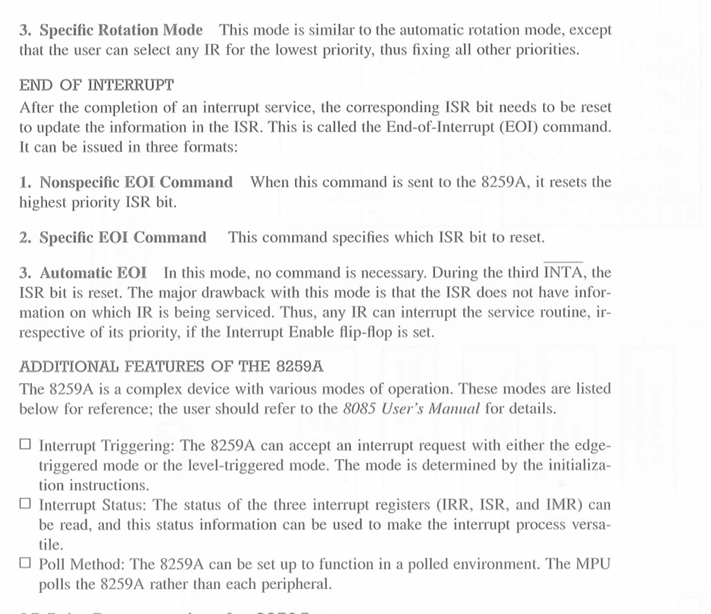 3. Specific Rotation Mode This mode is similar to the automatic rotation mode, except
that the user can select any IR for the lowest priority, thus fixing all other priorities.
END OF INTERRUPT
After the completion of an interrupt service, the corresponding ISR bit needs to be reset
to update the information in the ISR. This is called the End-of-Interrupt (EOI) command.
It can be issued in three formats:
1. Nonspecific EOI Command When this command is sent to the 8259A, it resets the
highest priority ISR bit.
2. Specific EOI Command This command specifies which ISR bit to reset.
3. Automatic EOI In this mode, no command is necessary. During the third I̅N̅T̅A̅, the
ISR bit is reset. The major drawback with this mode is that the ISR does not have infor-
mation on which IR is being serviced. Thus, any IR can interrupt the service routine, ir-
respective of its priority, if the Interrupt Enable flip-flop is set.
ADDITIONAL FEATURES OF THE 8259A
The 8259A is a complex device with various modes of operation. These modes are listed
below for reference; the user should refer to the 8085 User's Manual for details.
□ Interrupt Triggering: The 8259A can accept an interrupt request with either the edge-
triggered mode or the level-triggered mode. The mode is determined by the initializa-
tion instructions.
□ Interrupt Status: The status of the three interrupt registers (IRR, ISR, and IMR) can
be read, and this status information can be used to make the interrupt process versa-
tile.
□ Poll Method: The 8259A can be set up to function in a polled environment. The MPU
polls the 8259A rather than each peripheral.